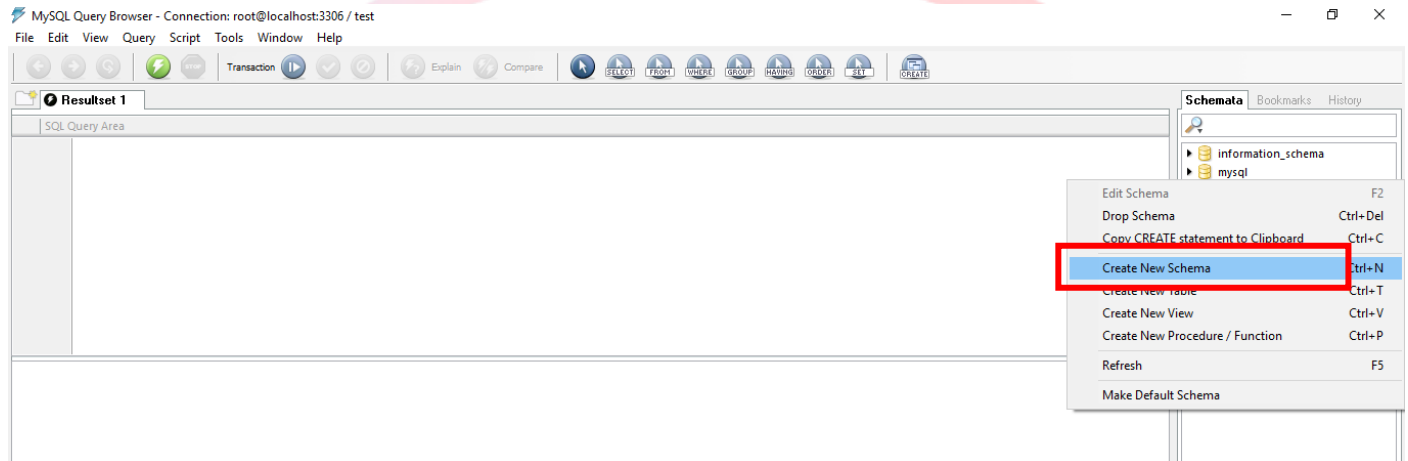 MySQL Query Browser - Connection: root@localhost:3306 / test
File Edit View Query Script Tools Window Help
Transaction Explain Compare SELECT FROM WHERE GROUP HAVING ORDER SET CREATE
Resultset 1
SQL Query Area
Schemata Bookmarks History
information_schema
mysql
Edit Schema F2
Drop Schema Ctrl+Del
Copy CREATE statement to Clipboard Ctrl+C
Create New Schema Ctrl+N
Create New Table Ctrl+T
Create New View Ctrl+V
Create New Procedure / Function Ctrl+P
Refresh F5
Make Default Schema